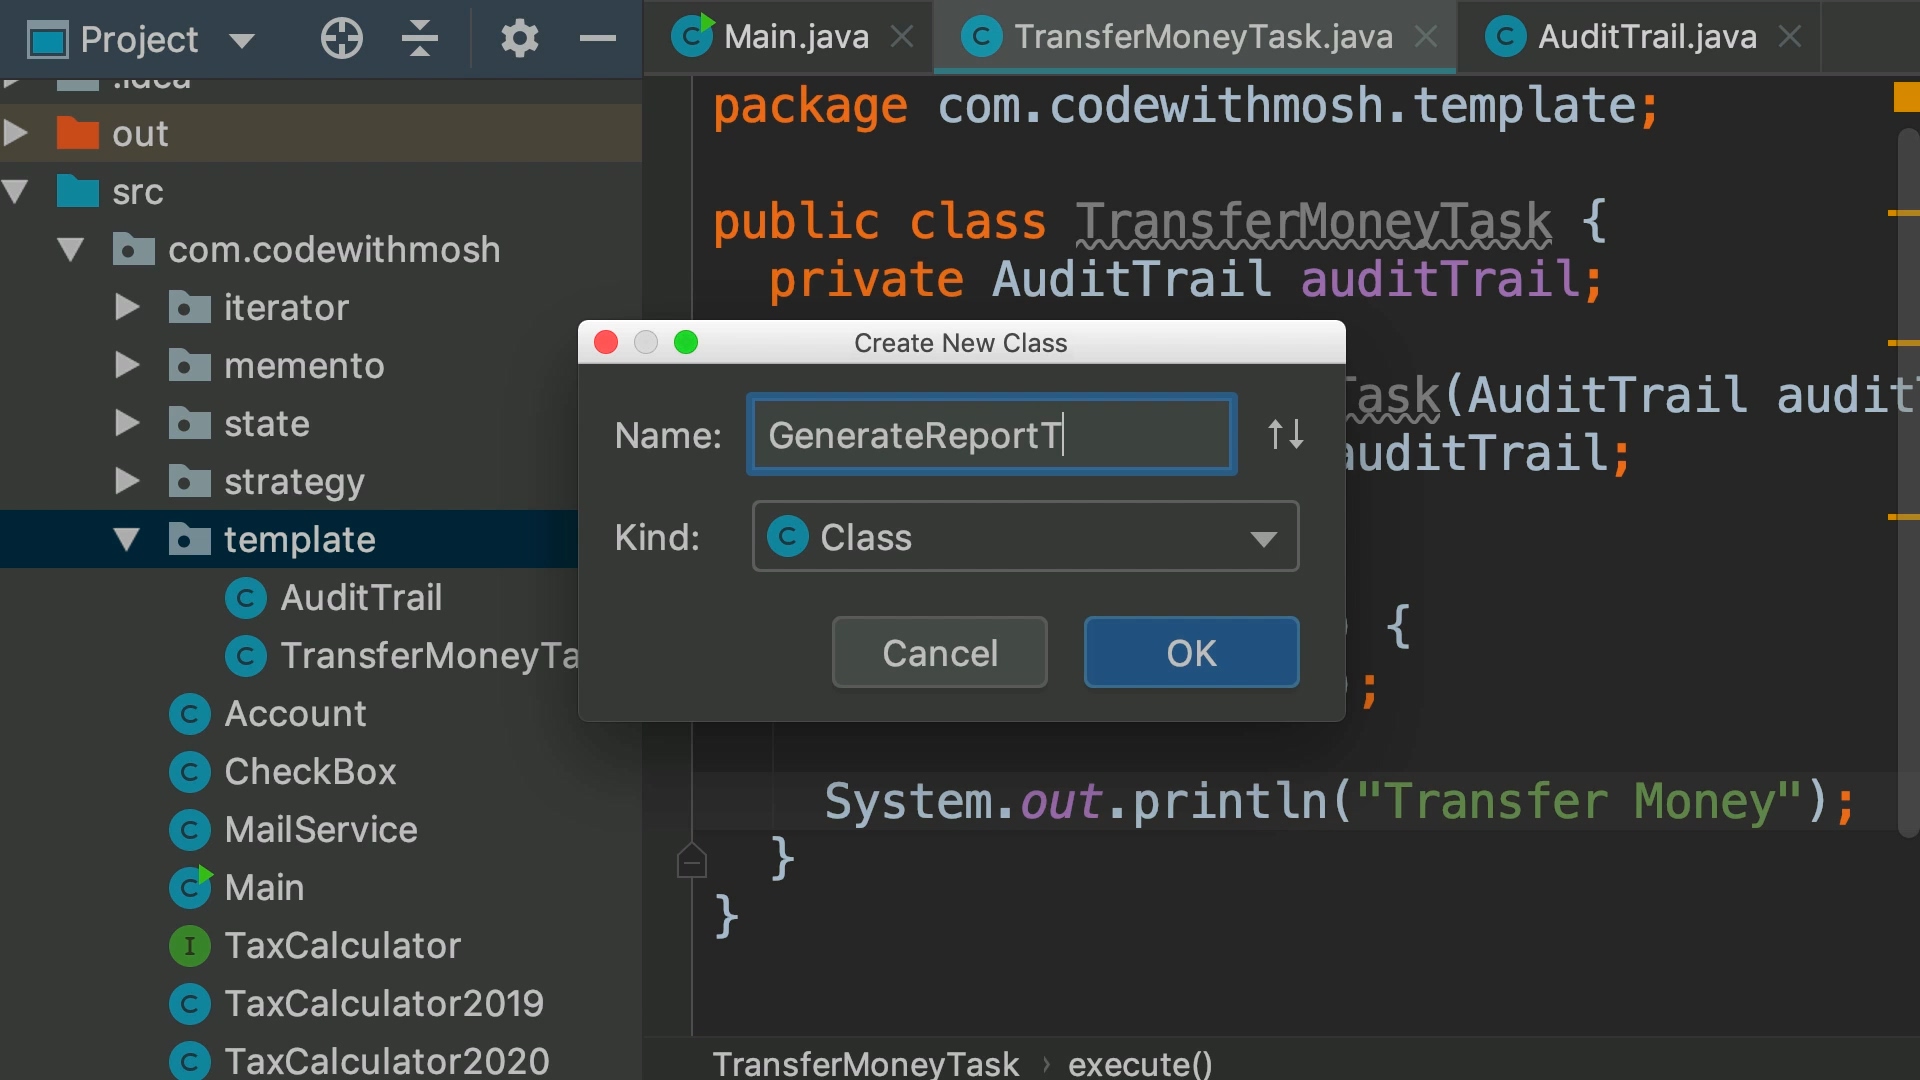 Project
Main.java
TransferMoneyTask.java
AuditTrail.java
.idea
out
src
com.codewithmosh
iterator
memento
state
strategy
template
AuditTrail
TransferMoneyTa
Account
CheckBox
MailService
Main
TaxCalculator
TaxCalculator2019
TaxCalculator2020
package com.codewithmosh.template;
public class TransferMoneyTask {
private AuditTrail auditTrail;
Create New Class
Name: GenerateReportT
Kind: Class
Cancel OK
Task(AuditTrail audit
auditTrail;
) {
);
System.out.println("Transfer Money");
}
}
TransferMoneyTask › execute()